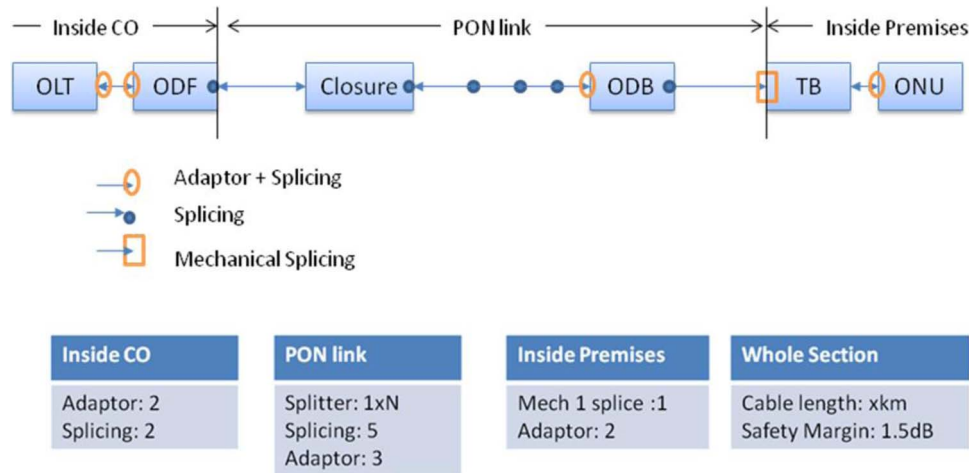 Inside CO PON link Inside Premises
OLT ODF Closure ODB TB ONU
Adaptor + Splicing
Splicing
Mechanical Splicing
Inside CO
Adaptor: 2
Splicing: 2
PON link
Splitter: 1xN
Splicing: 5
Adaptor: 3
Inside Premises
Mech 1 splice :1
Adaptor: 2
Whole Section
Cable length: xkm
Safety Margin: 1.5dB